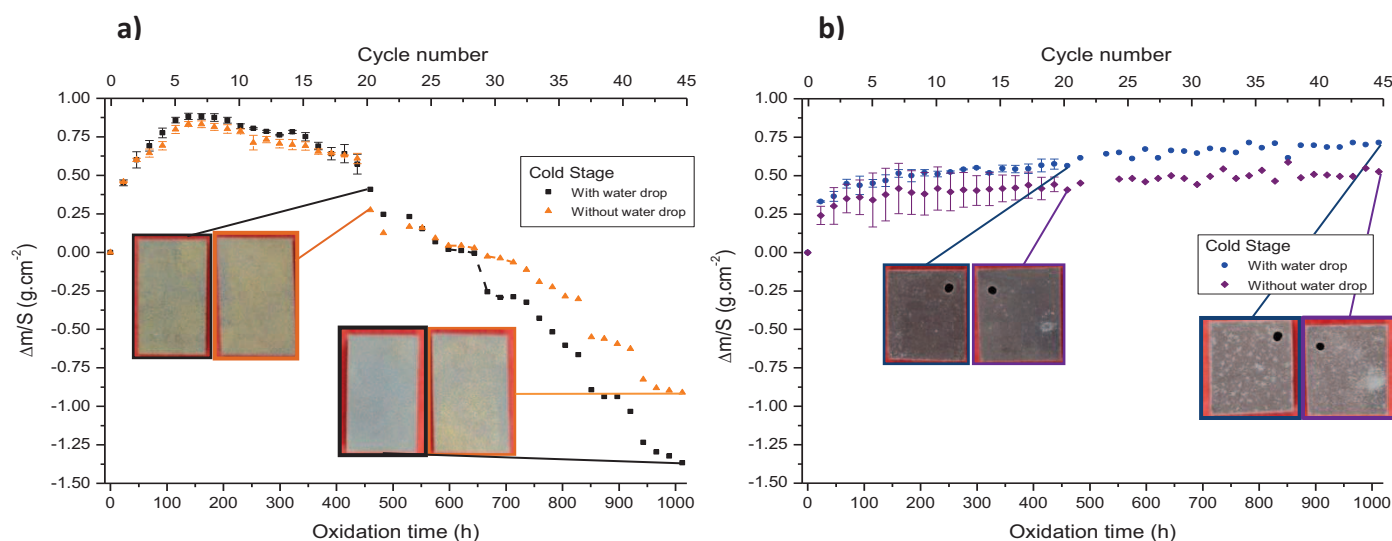 a)
Cycle number
0 5 10 15 20 25 30 35 40 45
1.00
0.75
0.50
0.25
0.00
-0.25
-0.50
-0.75
-1.00
-1.25
-1.50
Δm/S (g.cm-2)
Cold Stage
With water drop
Without water drop
0 100 200 300 400 500 600 700 800 900 1000
Oxidation time (h)
b)
Cycle number
0 5 10 15 20 25 30 35 40 45
1.00
0.75
0.50
0.25
0.00
-0.25
-0.50
-0.75
-1.00
-1.25
-1.50
Δm/S (g.cm-2)
Cold Stage
With water drop
Without water drop
0 100 200 300 400 500 600 700 800 900 1000
Oxidation time (h)